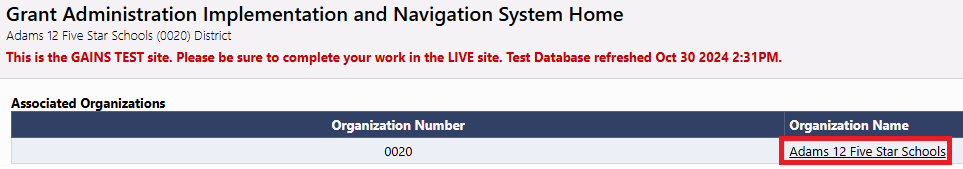 Grant Administration Implementation and Navigation System Home
Adams 12 Five Star Schools (0020) District
This is the GAINS TEST site. Please be sure to complete your work in the LIVE site. Test Database refreshed Oct 30 2024 2:31PM.
Associated Organizations
Organization Number Organization Name
0020 Adams 12 Five Star Schools